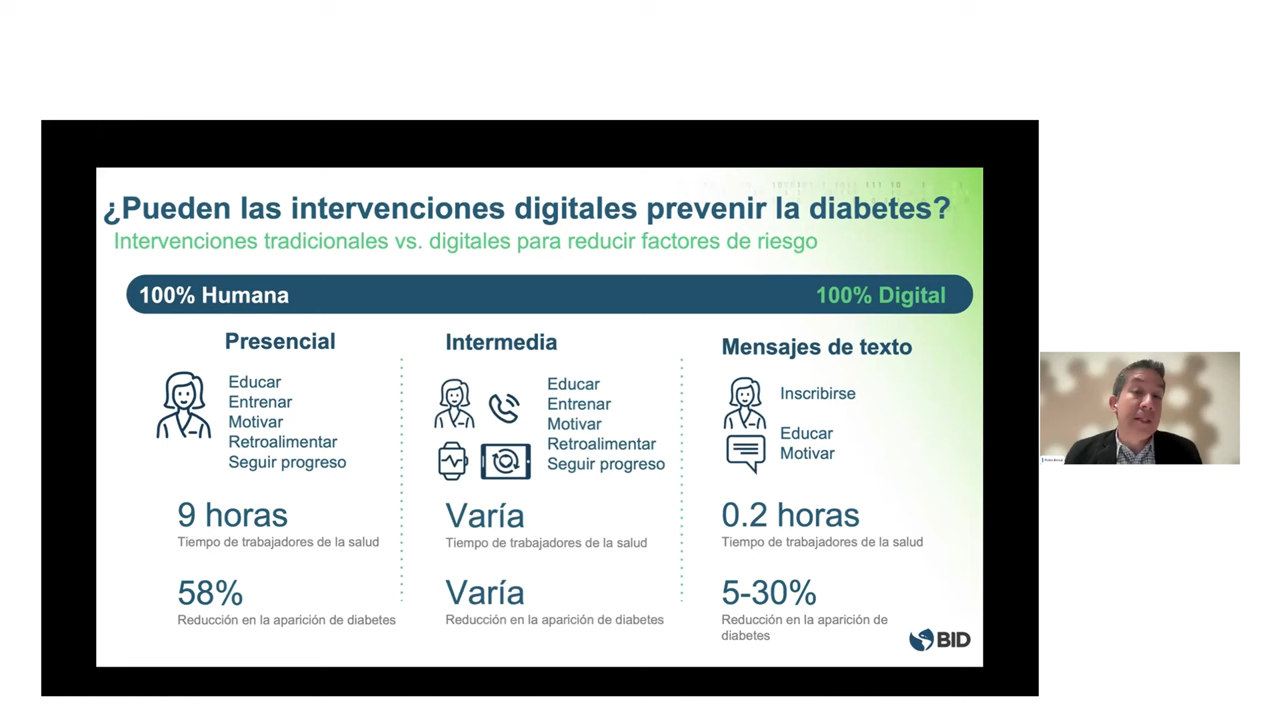 ¿Pueden las intervenciones digitales prevenir la diabetes?
Intervenciones tradicionales vs. digitales para reducir factores de riesgo
100% Humana
100% Digital
Presencial
Educar
Entrenar
Motivar
Retroalimentar
Seguir progreso
9 horas
Tiempo de trabajadores de la salud
58%
Reducción en la aparición de diabetes
Intermedia
Educar
Entrenar
Motivar
Retroalimentar
Seguir progreso
Varía
Tiempo de trabajadores de la salud
Varía
Reducción en la aparición de diabetes
Mensajes de texto
Inscribirse
Educar
Motivar
0.2 horas
Tiempo de trabajadores de la salud
5-30%
Reducción en la aparición de
diabetes
BID